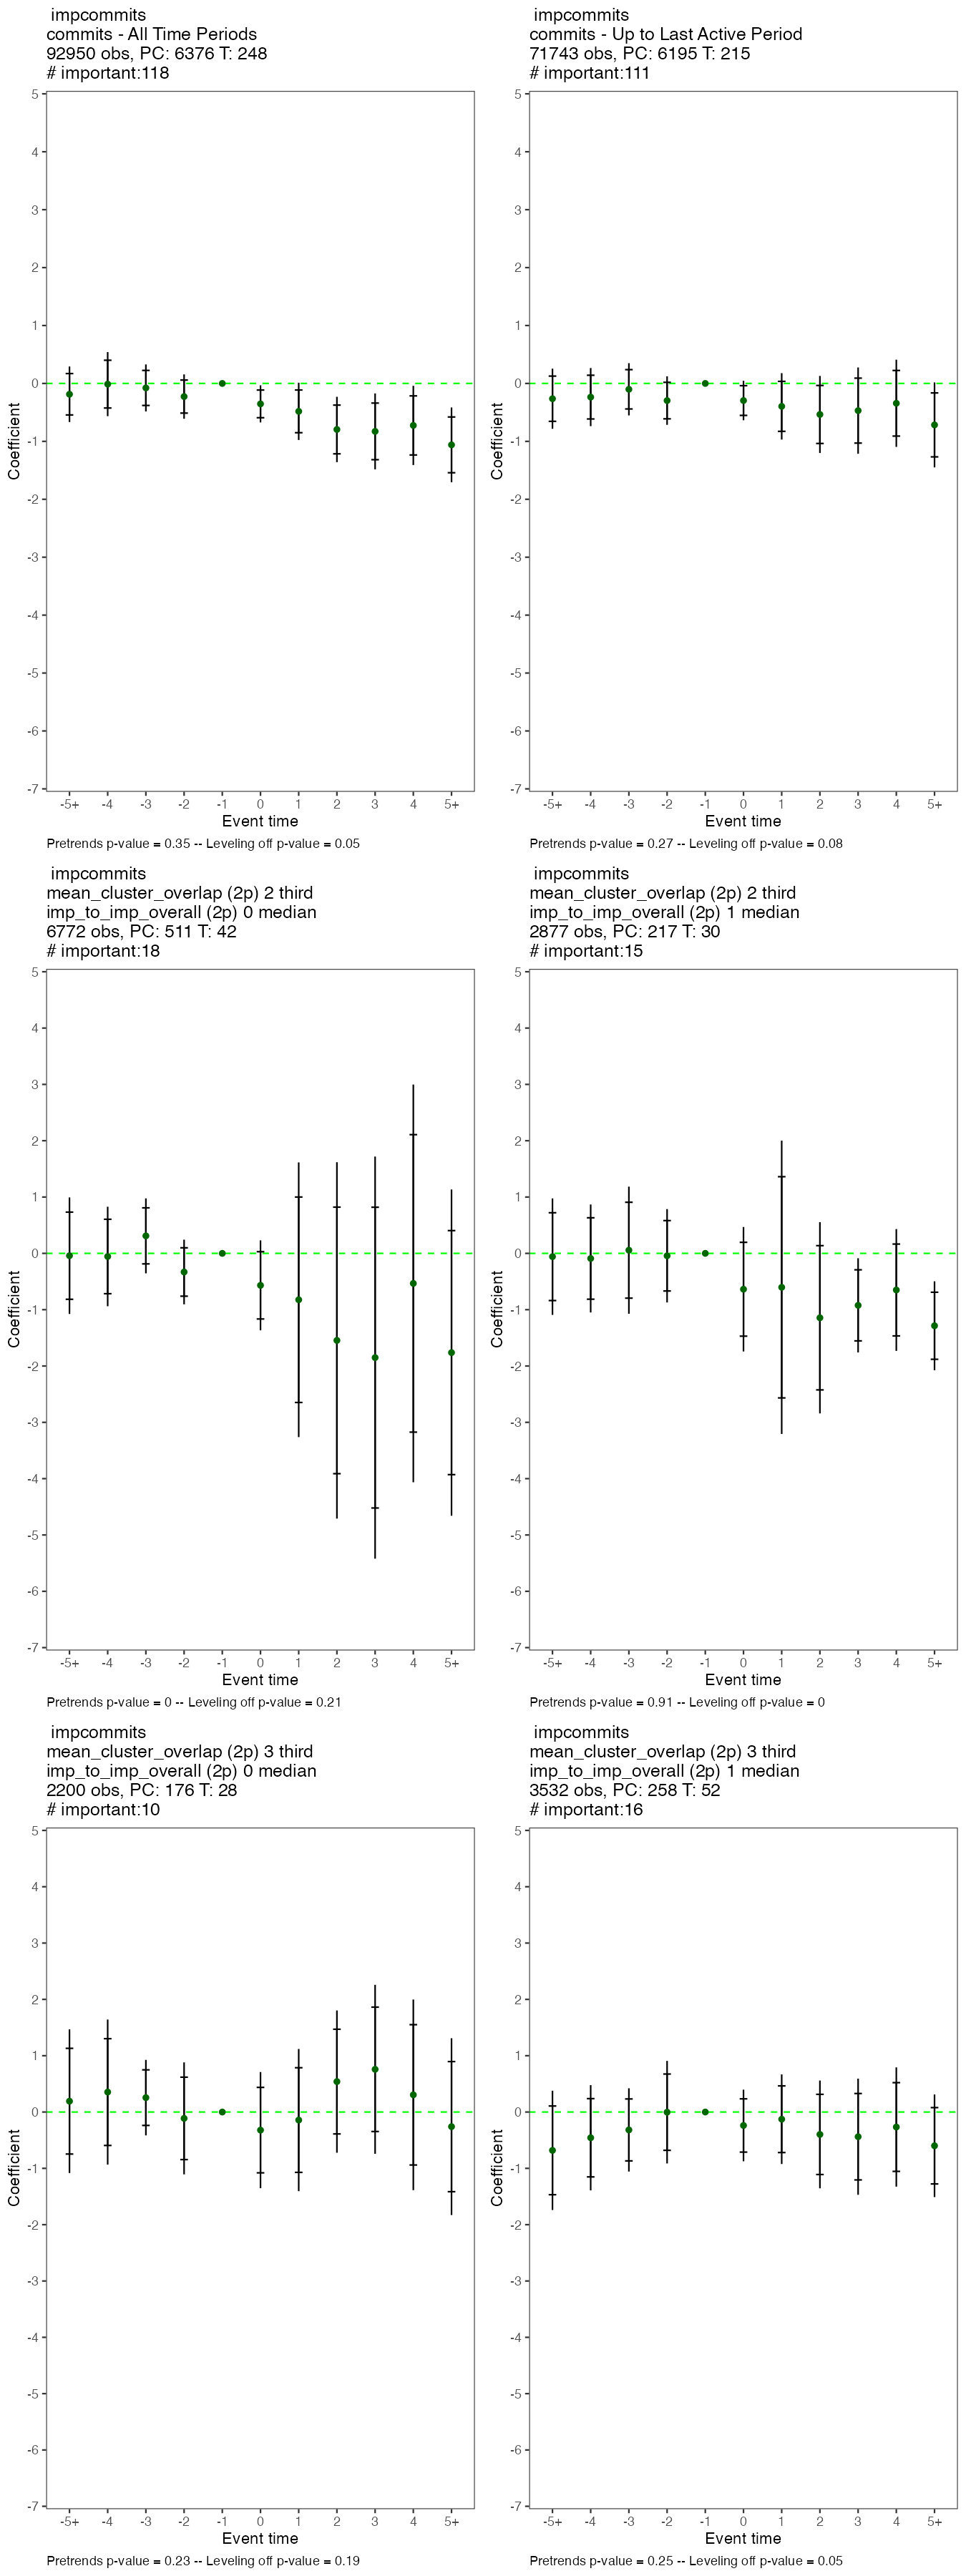 impcommits
commits - All Time Periods
92950 obs, PC: 6376 T: 248
# important:118
5
4
3
2
1
0
-1
-2
-3
-4
-5
-6
-7
Coefficient
-5+ -4 -3 -2 -1 0 1 2 3 4 5+
Event time
Pretrends p-value = 0.35 -- Leveling off p-value = 0.05
impcommits
commits - Up to Last Active Period
71743 obs, PC: 6195 T: 215
# important:111
5
4
3
2
1
0
-1
-2
-3
-4
-5
-6
-7
Coefficient
-5+ -4 -3 -2 -1 0 1 2 3 4 5+
Event time
Pretrends p-value = 0.27 -- Leveling off p-value = 0.08
impcommits
mean_cluster_overlap (2p) 2 third
imp_to_imp_overall (2p) 0 median
6772 obs, PC: 511 T: 42
# important:18
5
4
3
2
1
0
-1
-2
-3
-4
-5
-6
-7
Coefficient
-5+ -4 -3 -2 -1 0 1 2 3 4 5+
Event time
Pretrends p-value = 0 -- Leveling off p-value = 0.21
impcommits
mean_cluster_overlap (2p) 2 third
imp_to_imp_overall (2p) 1 median
2877 obs, PC: 217 T: 30
# important:15
5
4
3
2
1
0
-1
-2
-3
-4
-5
-6
-7
Coefficient
-5+ -4 -3 -2 -1 0 1 2 3 4 5+
Event time
Pretrends p-value = 0.91 -- Leveling off p-value = 0
impcommits
mean_cluster_overlap (2p) 3 third
imp_to_imp_overall (2p) 0 median
2200 obs, PC: 176 T: 28
# important:10
5
4
3
2
1
0
-1
-2
-3
-4
-5
-6
-7
Coefficient
-5+ -4 -3 -2 -1 0 1 2 3 4 5+
Event time
Pretrends p-value = 0.23 -- Leveling off p-value = 0.19
impcommits
mean_cluster_overlap (2p) 3 third
imp_to_imp_overall (2p) 1 median
3532 obs, PC: 258 T: 52
# important:16
5
4
3
2
1
0
-1
-2
-3
-4
-5
-6
-7
Coefficient
-5+ -4 -3 -2 -1 0 1 2 3 4 5+
Event time
Pretrends p-value = 0.25 -- Leveling off p-value = 0.05